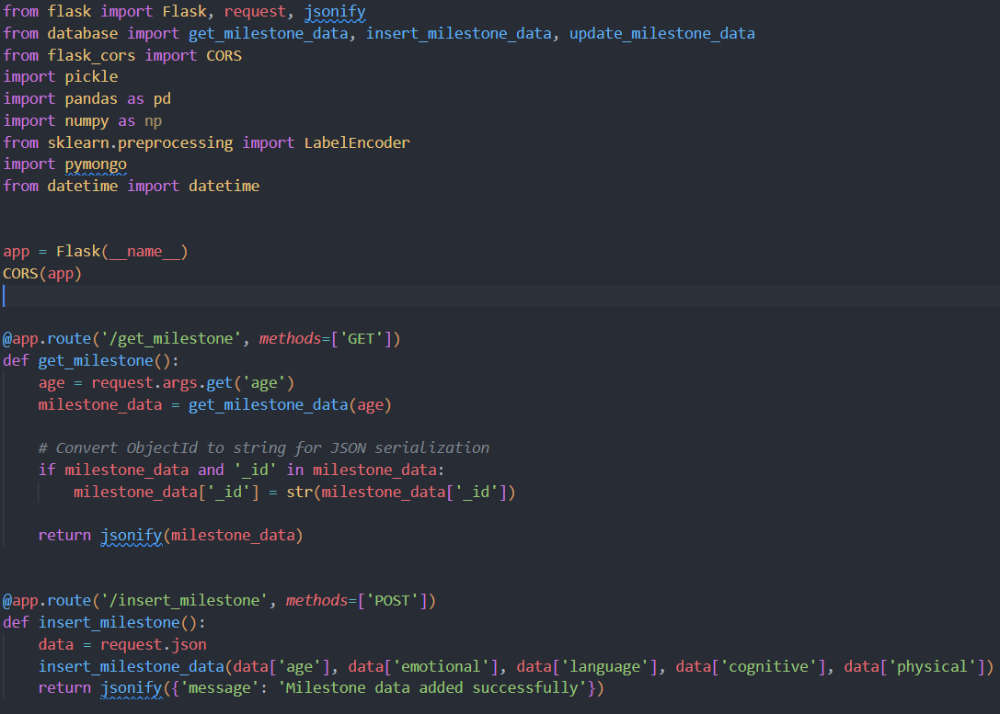 from flask import Flask, request, jsonify
from database import get_milestone_data, insert_milestone_data, update_milestone_data
from flask_cors import CORS
import pickle
import pandas as pd
import numpy as np
from sklearn.preprocessing import LabelEncoder
import pymongo
from datetime import datetime


app = Flask(__name__)
CORS(app)


@app.route('/get_milestone', methods=['GET'])
def get_milestone():
    age = request.args.get('age')
    milestone_data = get_milestone_data(age)

    # Convert ObjectId to string for JSON serialization
    if milestone_data and '_id' in milestone_data:
        milestone_data['_id'] = str(milestone_data['_id'])

    return jsonify(milestone_data)


@app.route('/insert_milestone', methods=['POST'])
def insert_milestone():
    data = request.json
    insert_milestone_data(data['age'], data['emotional'], data['language'], data['cognitive'], data['physical'])
    return jsonify({'message': 'Milestone data added successfully'})